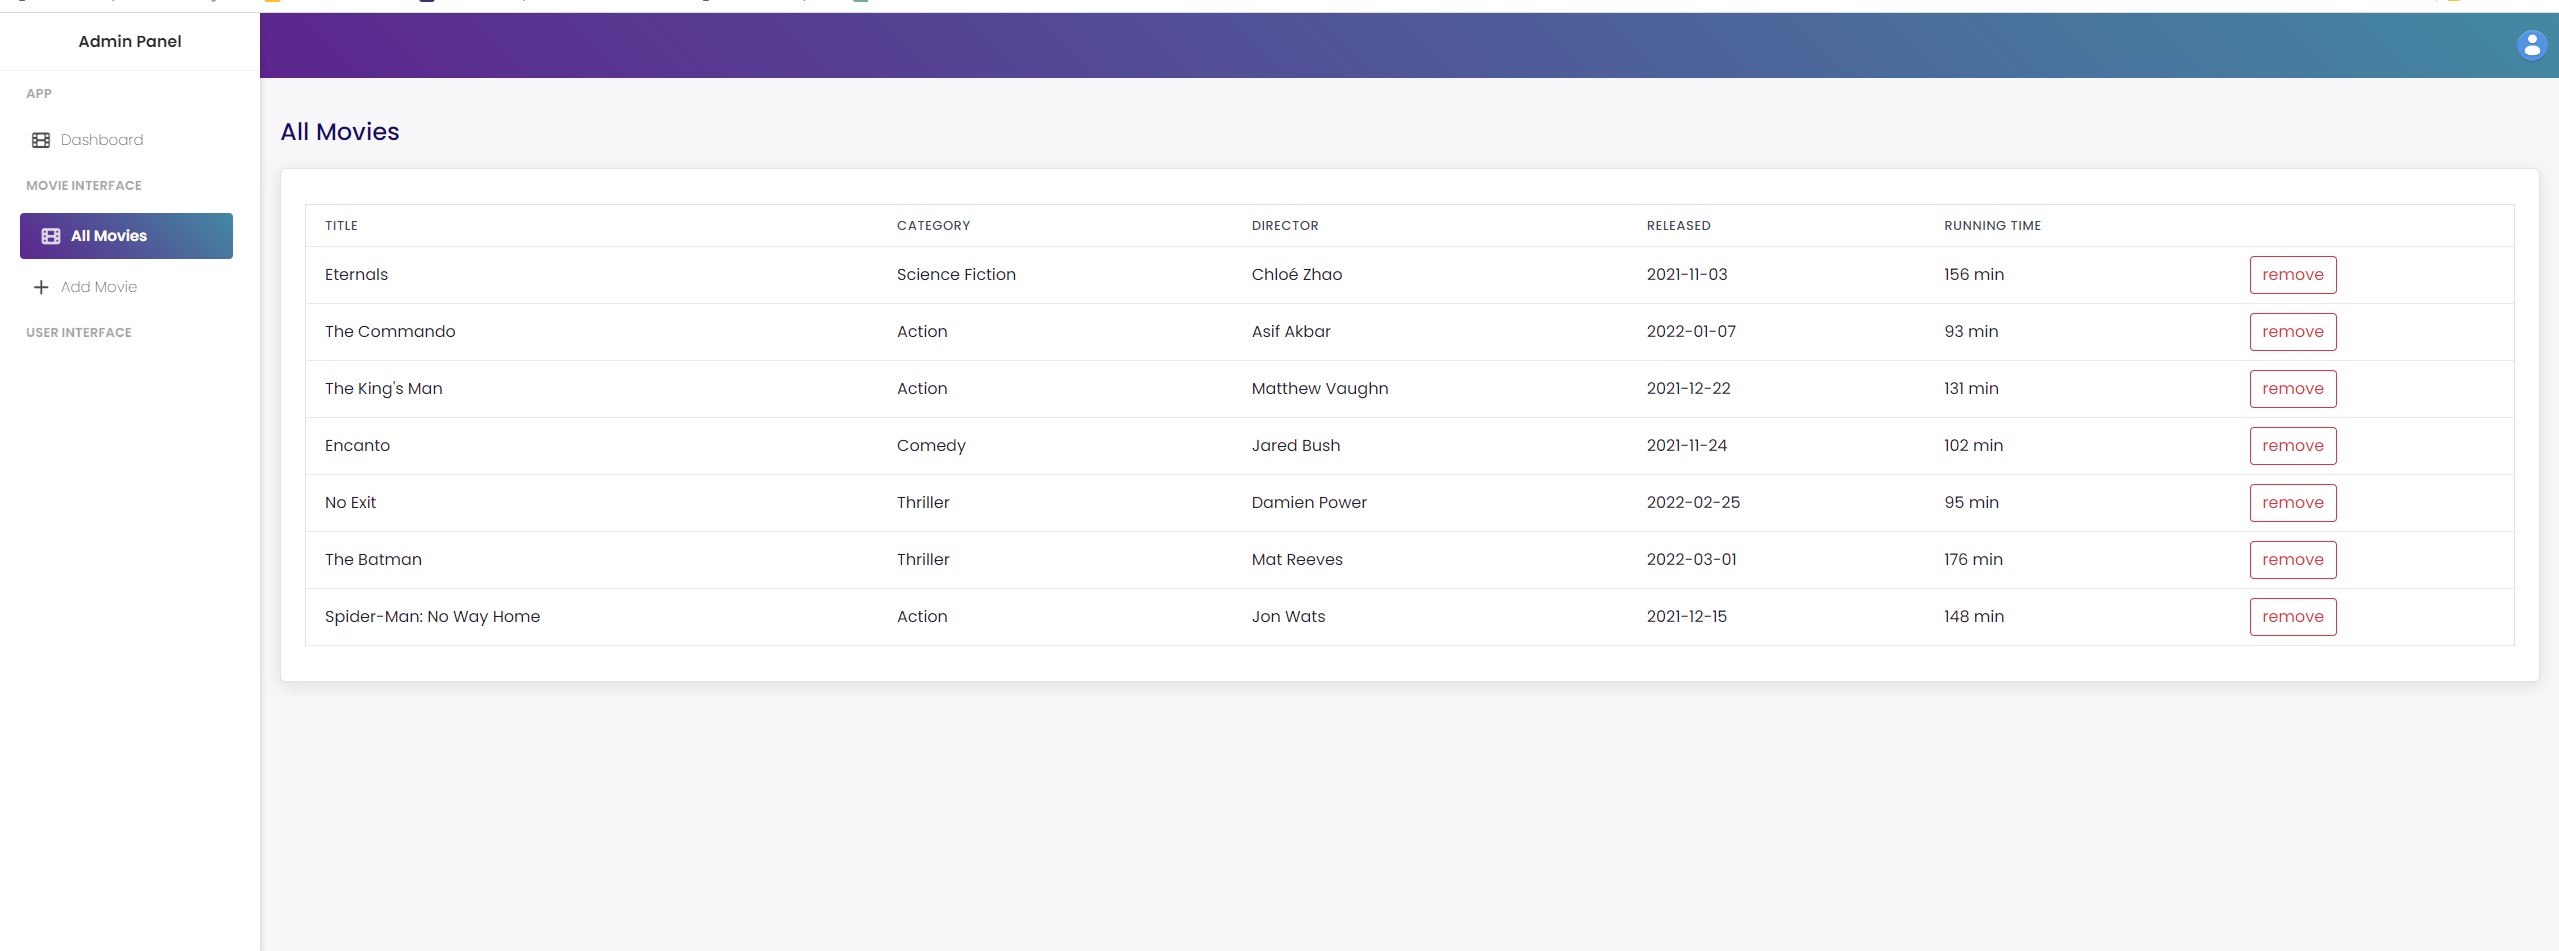 Admin Panel
APP
Dashboard
MOVIE INTERFACE
All Movies
Add Movie
USER INTERFACE
All Movies
TITLE CATEGORY DIRECTOR RELEASED RUNNING TIME
Eternals Science Fiction Chloé Zhao 2021-11-03 156 min remove
The Commando Action Asif Akbar 2022-01-07 93 min remove
The King's Man Action Matthew Vaughn 2021-12-22 131 min remove
Encanto Comedy Jared Bush 2021-11-24 102 min remove
No Exit Thriller Damien Power 2022-02-25 95 min remove
The Batman Thriller Mat Reeves 2022-03-01 176 min remove
Spider-Man: No Way Home Action Jon Wats 2021-12-15 148 min remove